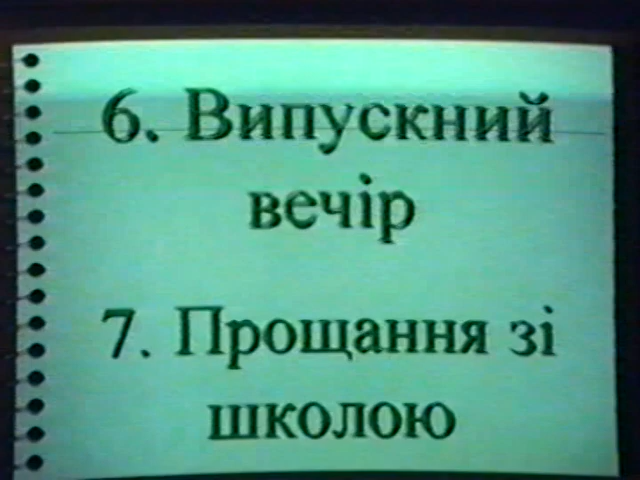 6. Випускний
вечір
7. Прощання зі
школою